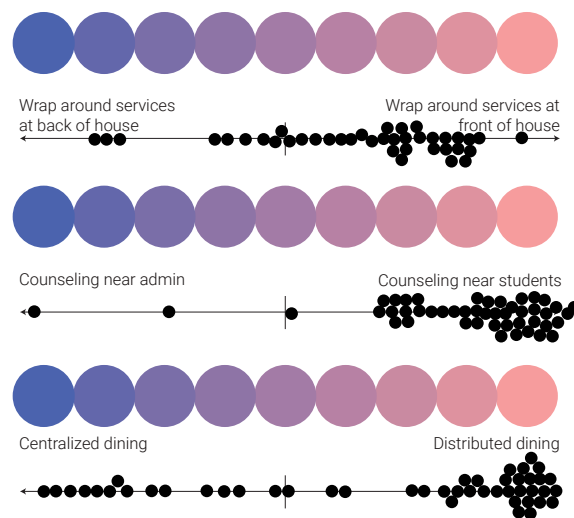 Wrap around services
at back of house
Wrap around services at
front of house
Counseling near admin
Counseling near students
Centralized dining
Distributed dining